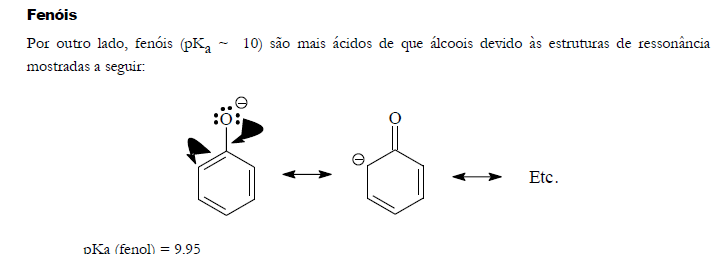 Fenóis
Por outro lado, fenóis (pKa ~ 10) são mais ácidos de que álcoois devido às estruturas de ressonância
mostradas a seguir:
⊖
:O:
O
⊖
Etc.
pKa (fenol) = 9.95